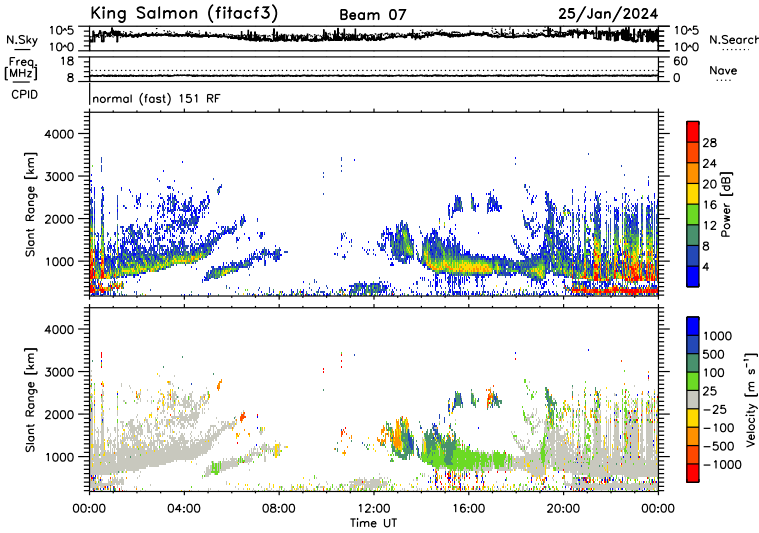 King Salmon (fitacf3) Beam 07 25/Jan/2024
N.Sky 10^5 10^0 10^5 10^0 N.Search
Freq. [MHz] 18 8 60 0 Nave
CPID normal (fast) 151 RF
Slant Range [km] 4000 3000 2000 1000
28 24 20 16 12 8 4 Power [dB]
Slant Range [km] 4000 3000 2000 1000
1000 500 100 25 −25 −100 −500 −1000 Velocity [m s⁻¹]
00:00 04:00 08:00 12:00 16:00 20:00 00:00
Time UT